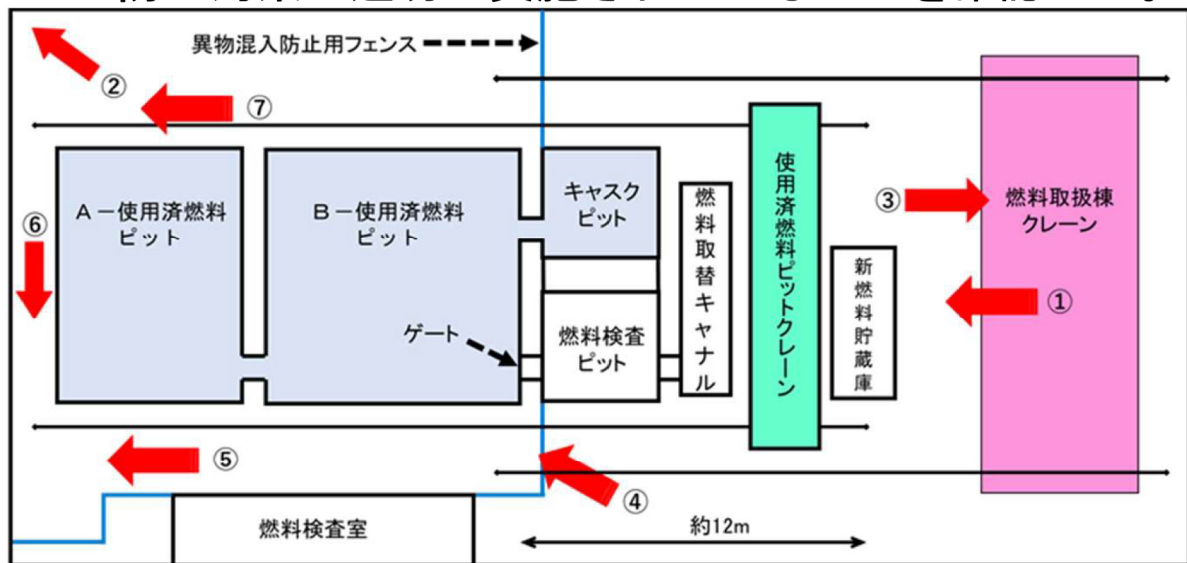 異物混入防止用フェンス
②
⑦
A－使用済燃料
ピット
B－使用済燃料
ピット
キャスク
ピット
燃料取替キャナル
使用済燃料ピットクレーン
③
燃料取扱棟
クレーン
⑥
新燃料貯蔵庫
①
ゲート
燃料検査
ピット
⑤
④
燃料検査室
約12m